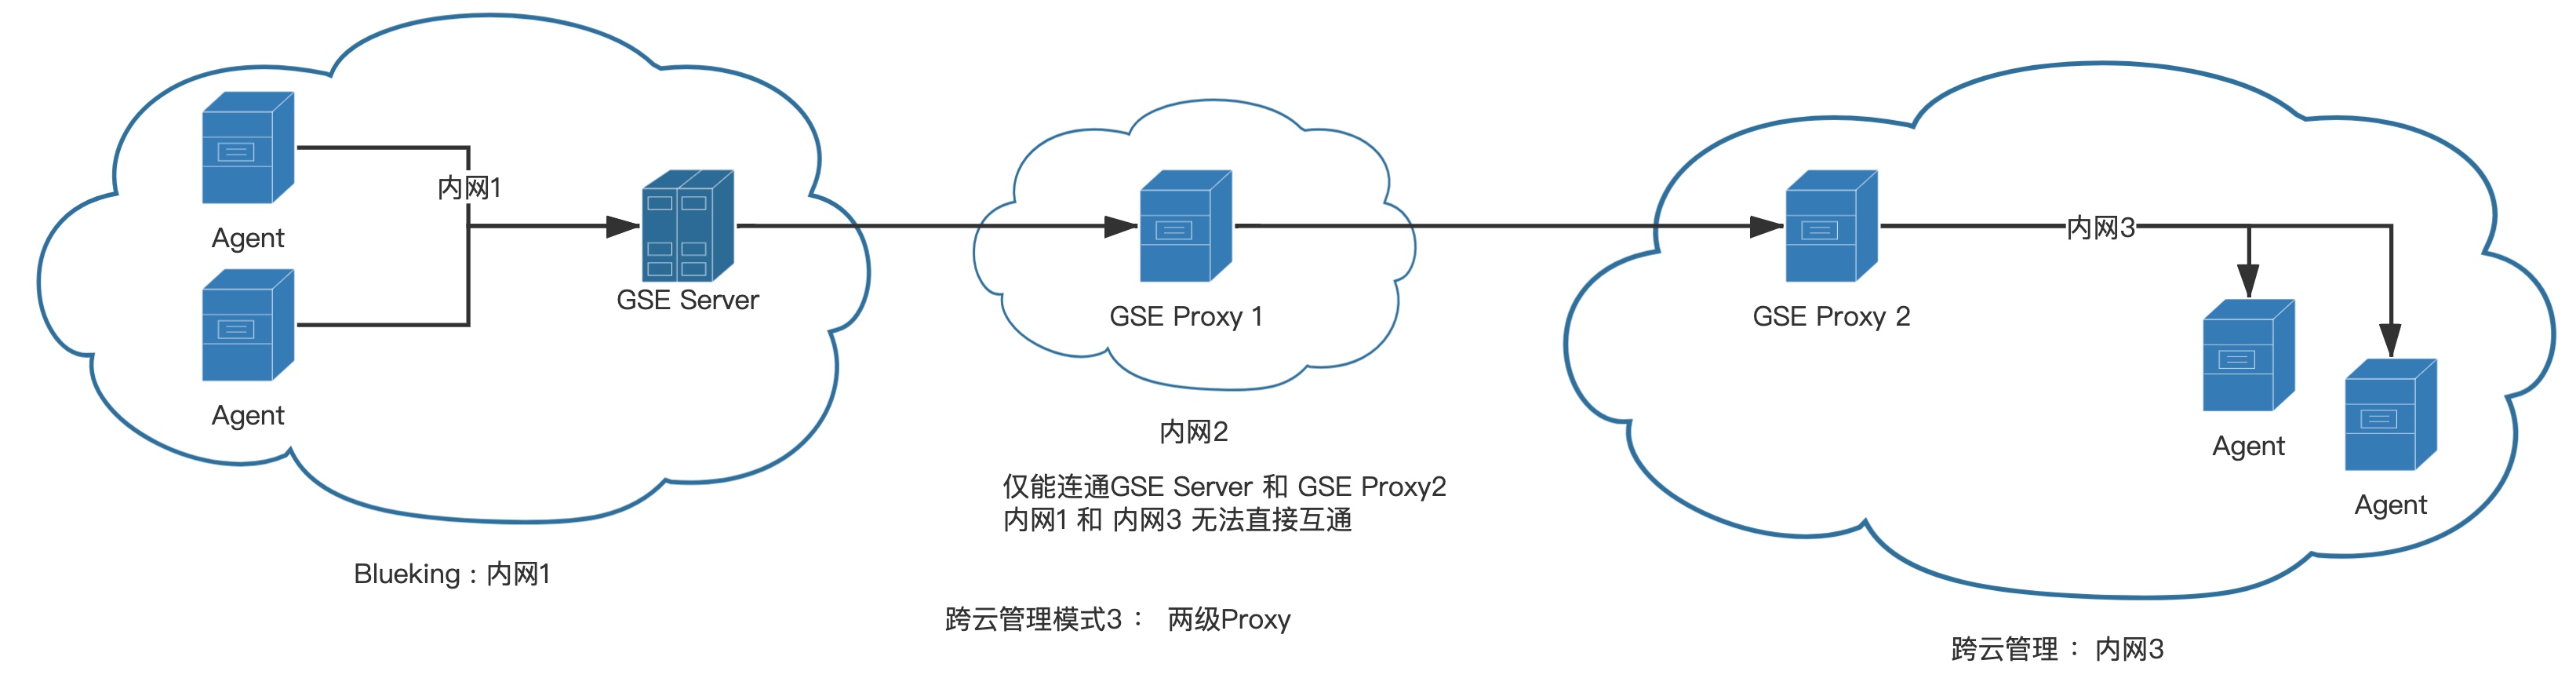 Agent
内网1
Agent
GSE Server
Blueking : 内网1
GSE Proxy 1
内网2
仅能连通GSE Server 和 GSE Proxy2
内网1 和 内网3 无法直接互通
跨云管理模式3 ： 两级Proxy
GSE Proxy 2
内网3
Agent
Agent
跨云管理 ： 内网3